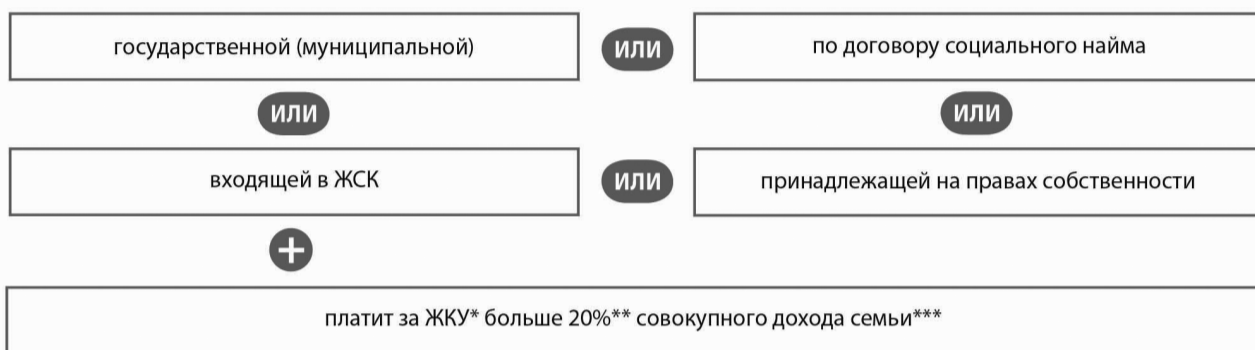 государственной (муниципальной) ИЛИ по договору социального найма
ИЛИ ИЛИ
входящей в ЖСК ИЛИ принадлежащей на правах собственности
+
платит за ЖКУ* больше 20%** совокупного дохода семьи***